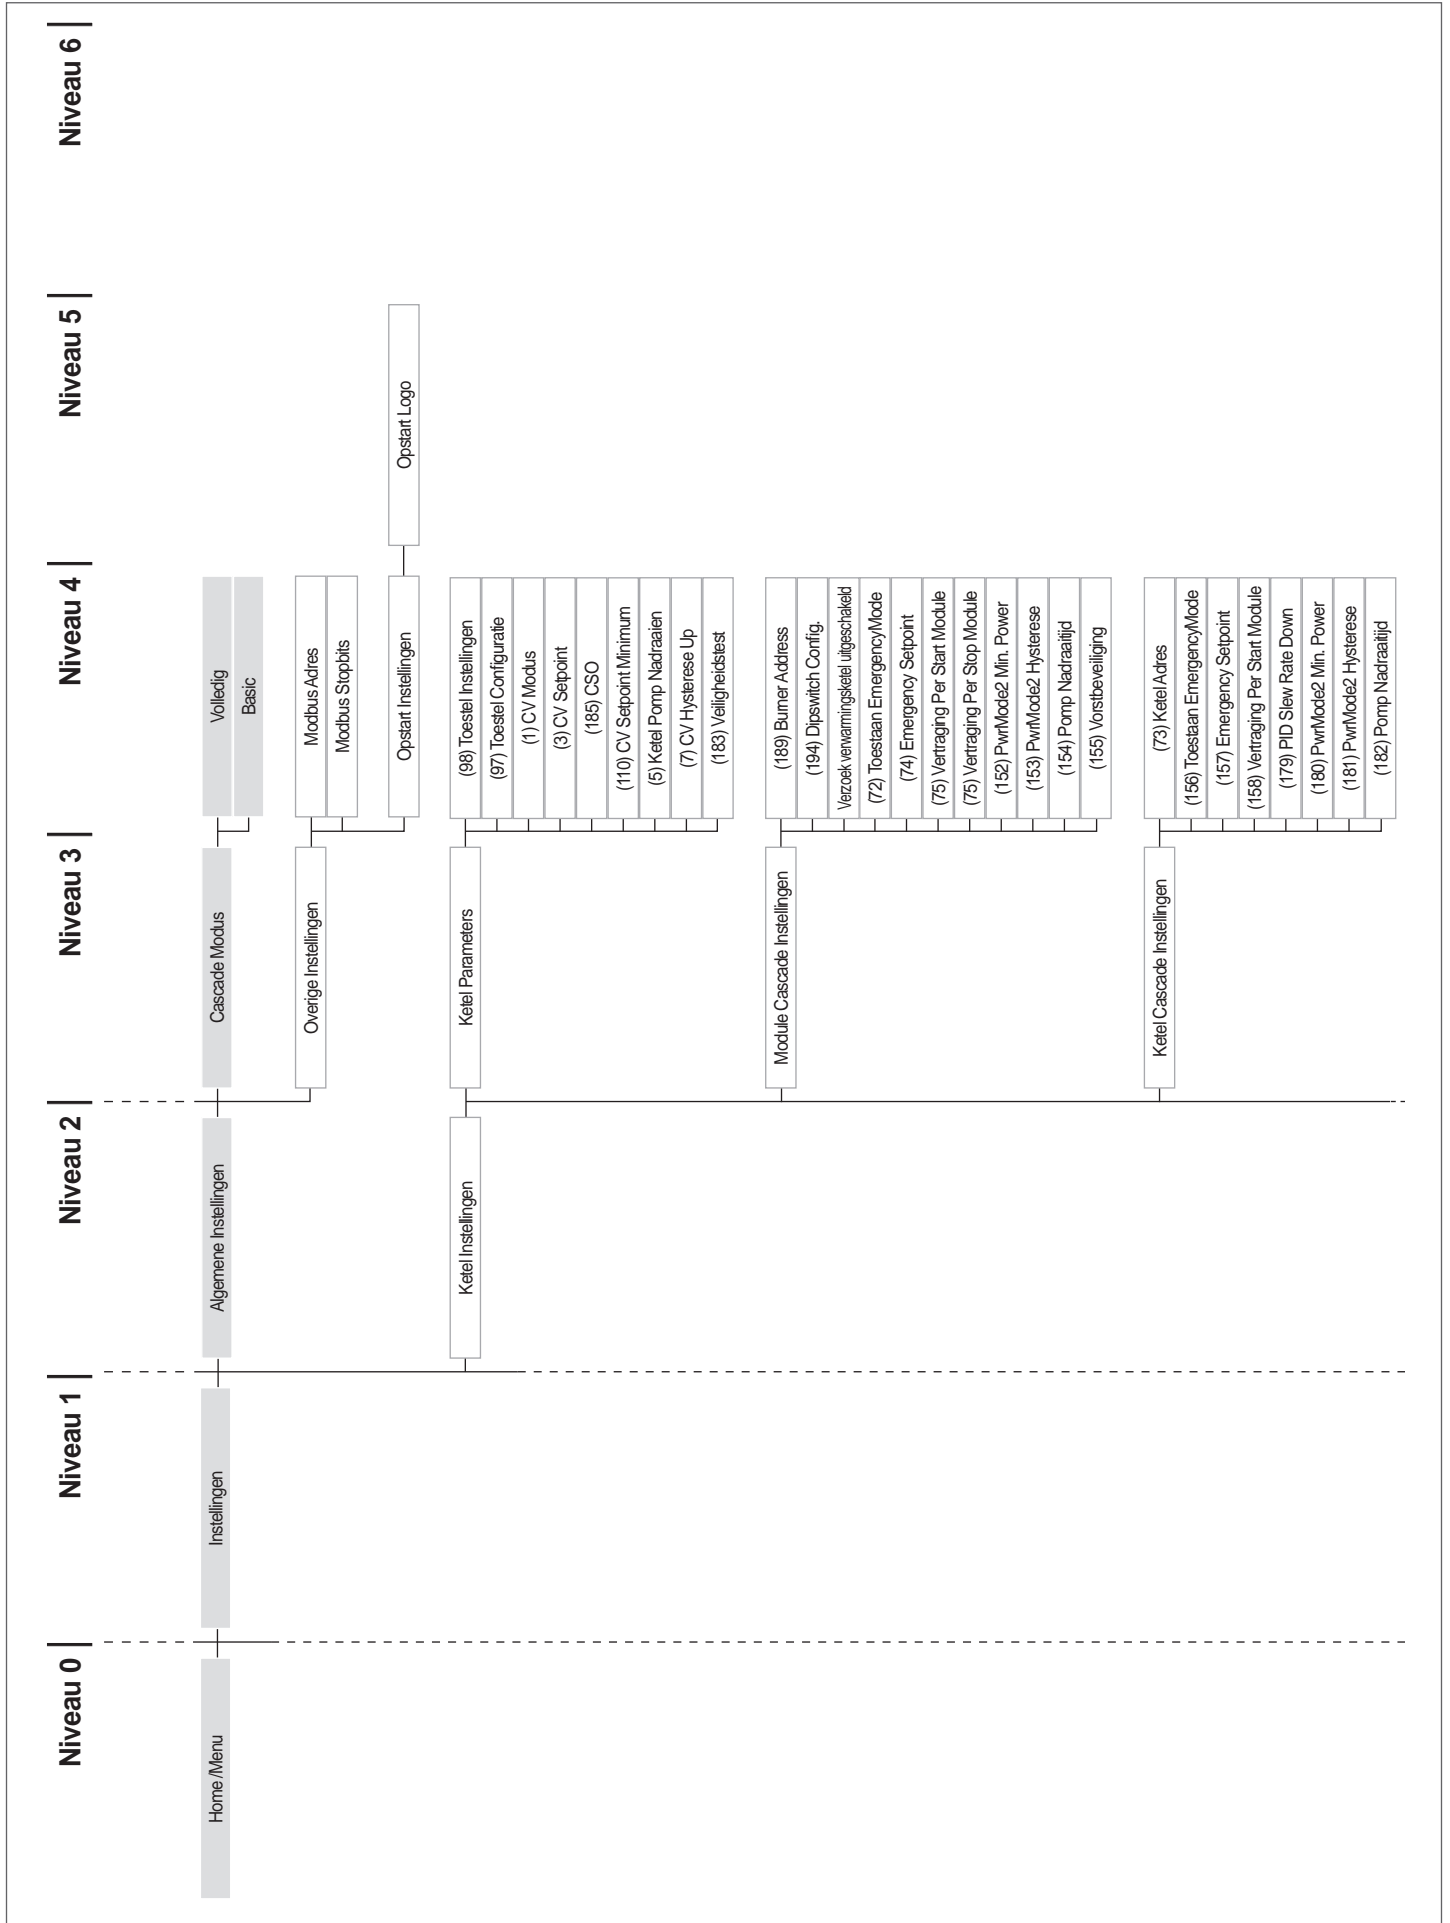 Niveau 0
Niveau 1
Niveau 2
Niveau 3
Niveau 4
Niveau 5
Niveau 6
Home /Menu
Instellingen
Algemene Instellingen
Cascade Modus
Volledig
Basic
Overige Instellingen
Modbus Adres
Modbus Stopbits
Opstart Instellingen
Opstart Logo
Ketel Instellingen
Ketel Parameters
(98) Toestel Instellingen
(97) Toestel Configuratie
(1) CV Modus
(3) CV Setpoint
(185) CSO
(110) CV Setpoint Minimum
(5) Ketel Pomp Nadraaien
(7) CV Hysterese Up
(183) Veiligheidstest
Module Cascade Instellingen
(189) Burner Address
(194) Dipswitch Config.
Verzoek verwarmingsketel uitgeschakeld
(72) Toestaan EmergencyMode
(74) Emergency Setpoint
(75) Vertraging Per Start Module
(75) Vertraging Per Stop Module
(152) PwrMode2 Min. Power
(153) PwrMode2 Hysterese
(154) Pomp Nadraaitijd
(155) Vorstbeveiliging
Ketel Cascade Instellingen
(73) Ketel Adres
(156) Toestaan EmergencyMode
(157) Emergency Setpoint
(158) Vertraging Per Start Module
(179) PID Slew Rate Down
(180) PwrMode2 Min. Power
(181) PwrMode2 Hysterese
(182) Pomp Nadraaitijd